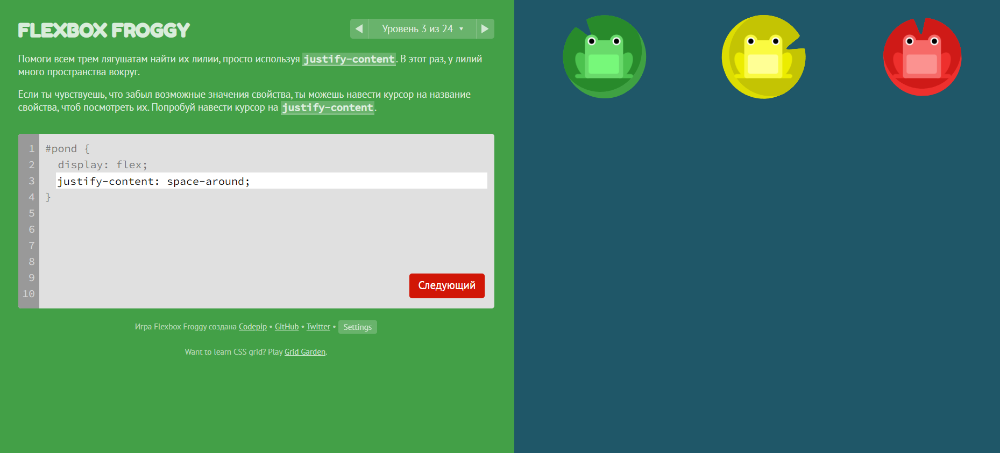 FLEXBOX FROGGY
Уровень 3 из 24
Помоги всем трем лягушатам найти их лилии, просто используя justify-content. В этот раз, у лилий
много пространства вокруг.
Если ты чувствуешь, что забыл возможные значения свойства, ты можешь навести курсор на название
свойства, чтоб посмотреть их. Попробуй навести курсор на justify-content.
1 #pond {
2 display: flex;
3 justify-content: space-around;
4 }
5
6
7
8
9
10
Следующий
Игра Flexbox Froggy создана Codepip • GitHub • Twitter • Settings
Want to learn CSS grid? Play Grid Garden.